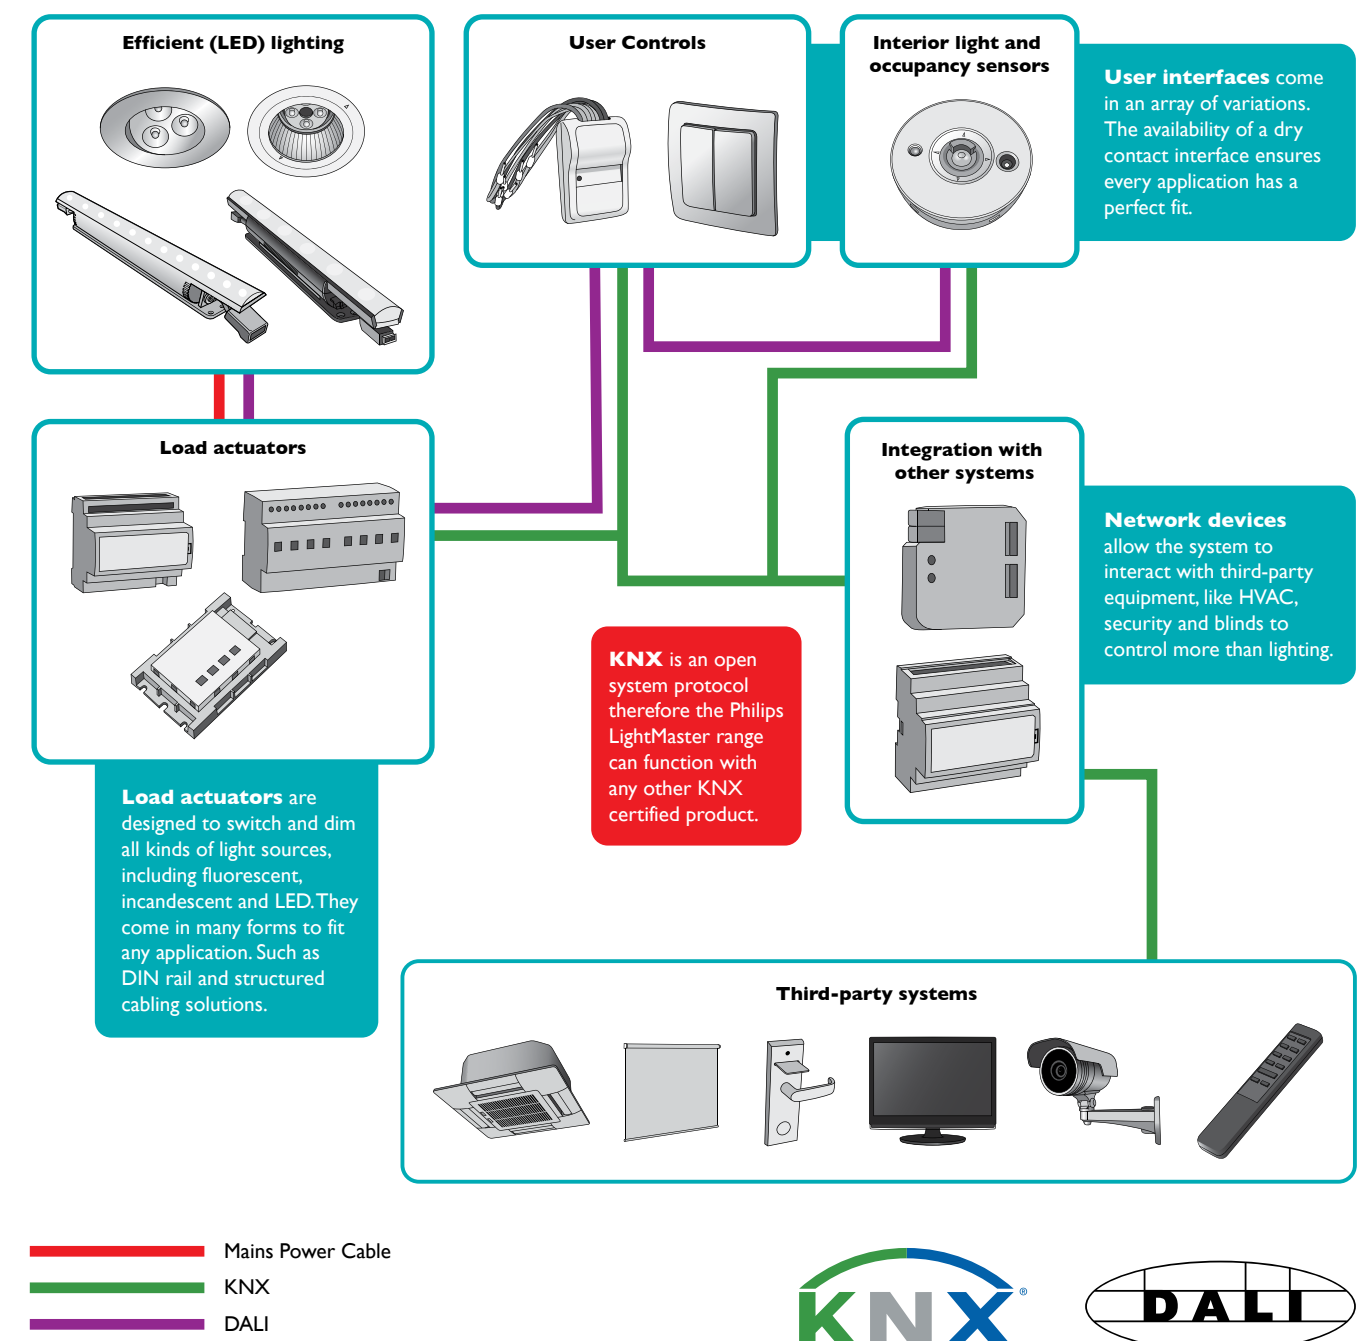 Efficient (LED) lighting
User Controls
Interior light and
occupancy sensors
User interfaces come
in an array of variations.
The availability of a dry
contact interface ensures
every application has a
perfect fit.
Load actuators
Integration with
other systems
Network devices
allow the system to
interact with third-party
equipment, like HVAC,
security and blinds to
control more than lighting.
KNX is an open
system protocol
therefore the Philips
LightMaster range
can function with
any other KNX
certified product.
Load actuators are
designed to switch and dim
all kinds of light sources,
including fluorescent,
incandescent and LED. They
come in many forms to fit
any application. Such as
DIN rail and structured
cabling solutions.
Third-party systems
Mains Power Cable
KNX
DALI
KNX®
DALI